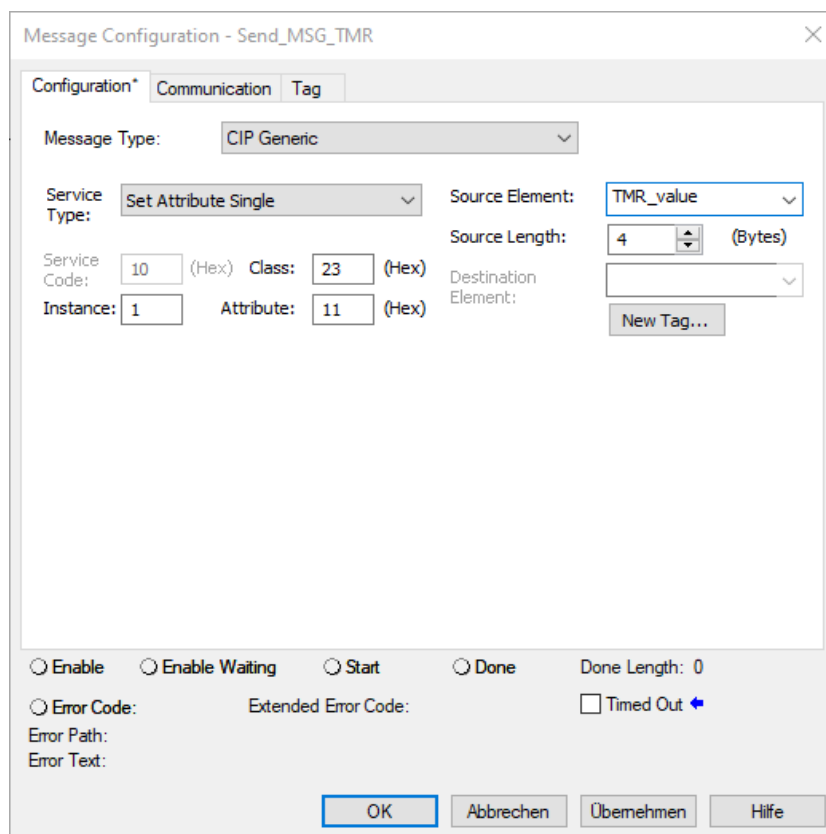 Message Configuration - Send_MSG_TMR
Configuration* Communication Tag
Message Type: CIP Generic
Service Type: Set Attribute Single
Source Element: TMR_value
Source Length: 4 (Bytes)
Service Code: 10 (Hex) Class: 23 (Hex)
Destination Element:
Instance: 1 Attribute: 11 (Hex)
New Tag...
Enable Enable Waiting Start Done Done Length: 0
Error Code: Extended Error Code: Timed Out
Error Path:
Error Text:
OK Abbrechen Übernehmen Hilfe